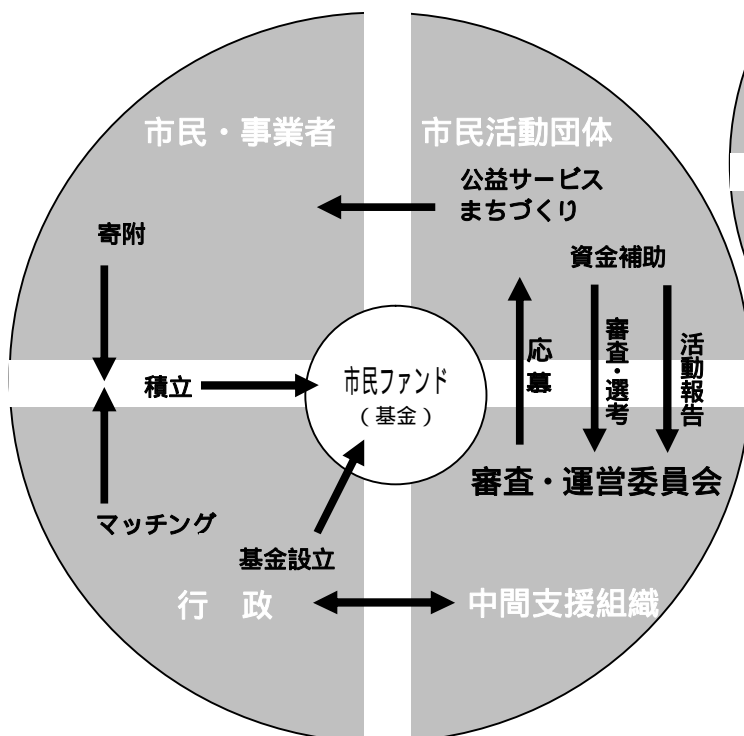 市民・事業者
市民活動団体
公益サービス
まちづくり
寄附
資金補助
応募
審査・選考
活動報告
積立
市民ファンド
（基金）
審査・運営委員会
マッチング
基金設立
行　政
中間支援組織